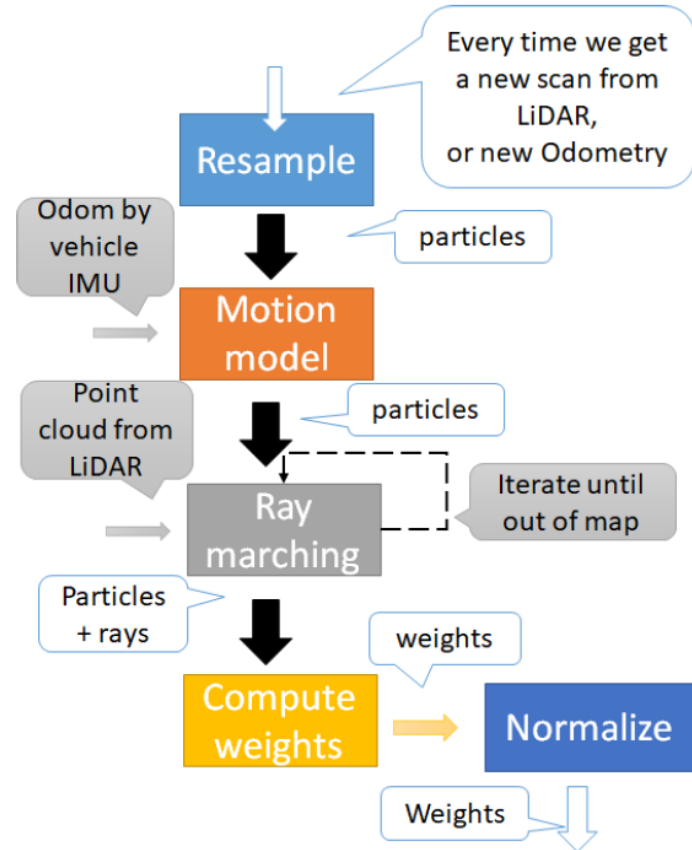 Every time we get
a new scan from
LiDAR,
or new Odometry
Resample
particles
Odom by
vehicle
IMU
Motion
model
particles
Point
cloud from
LiDAR
Ray
marching
Iterate until
out of map
Particles
+ rays
weights
Compute
weights
Normalize
Weights